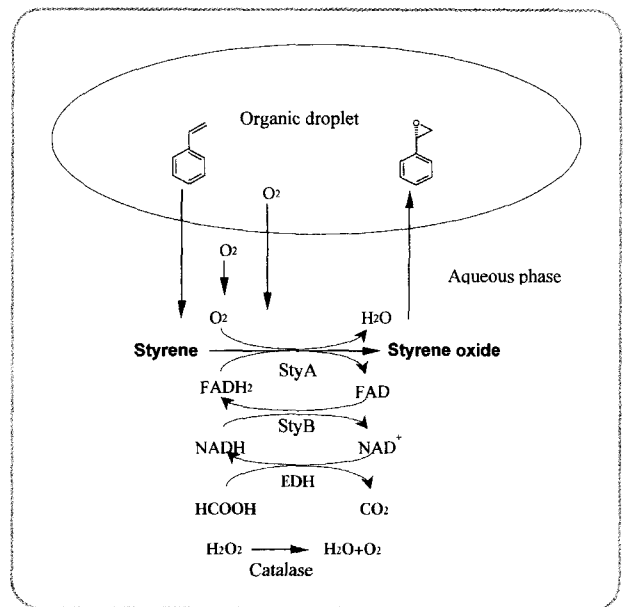 Organic droplet
O
O2
O2
Aqueous phase
O2 H2O
Styrene Styrene oxide
StyA
FADH2 FAD
StyB
NADH NAD+
EDH
HCOOH CO2
H2O2 H2O+O2
Catalase